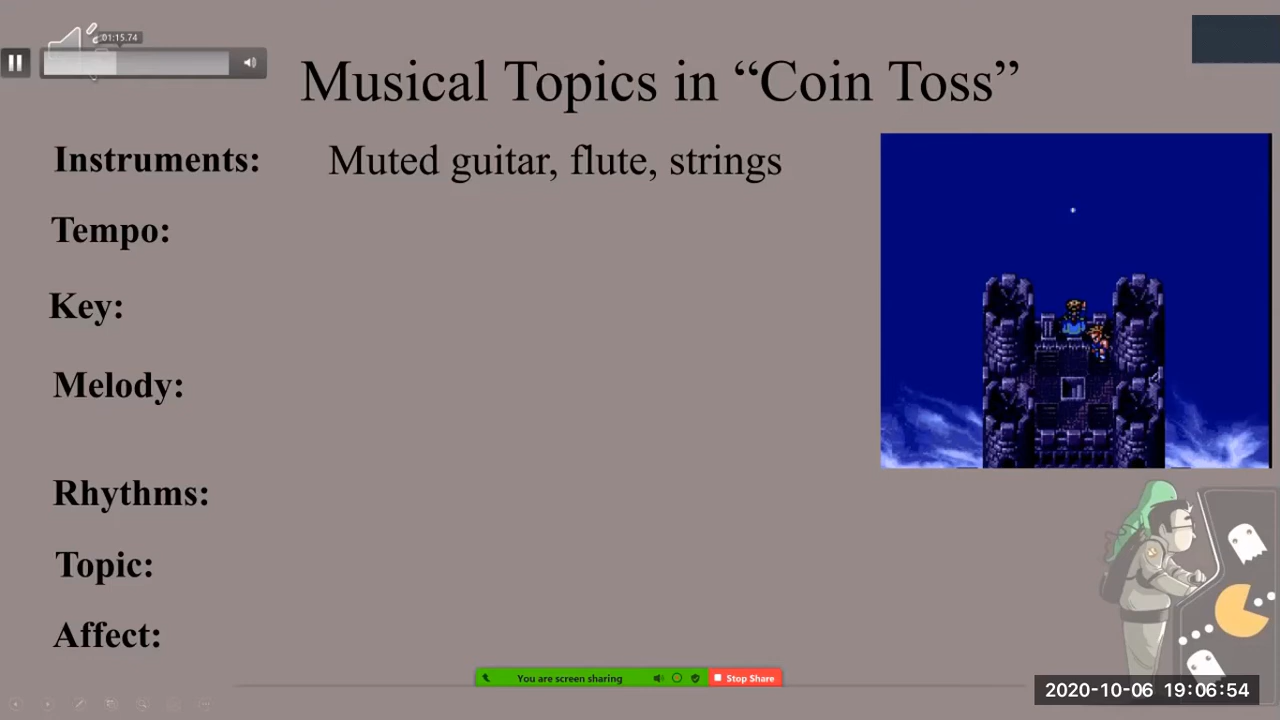 01:15.74
Musical Topics in “Coin Toss”
Instruments: Muted guitar, flute, strings
Tempo:
Key:
Melody:
Rhythms:
Topic:
Affect:
You are screen sharing Stop Share
2020-10-06 19:06:54